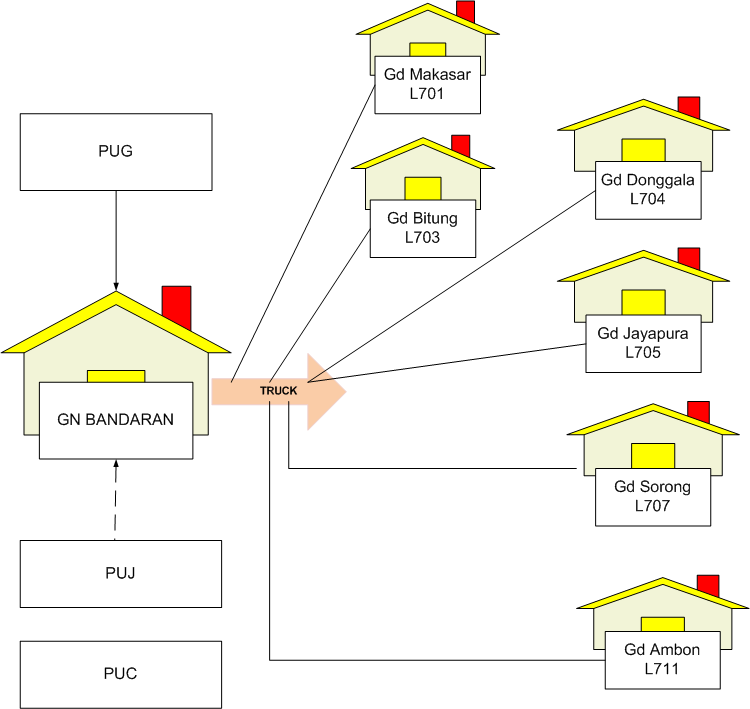 Gd Makasar
L701
PUG
Gd Donggala
L704
Gd Bitung
L703
Gd Jayapura
L705
TRUCK
GN BANDARAN
Gd Sorong
L707
PUJ
Gd Ambon
L711
PUC